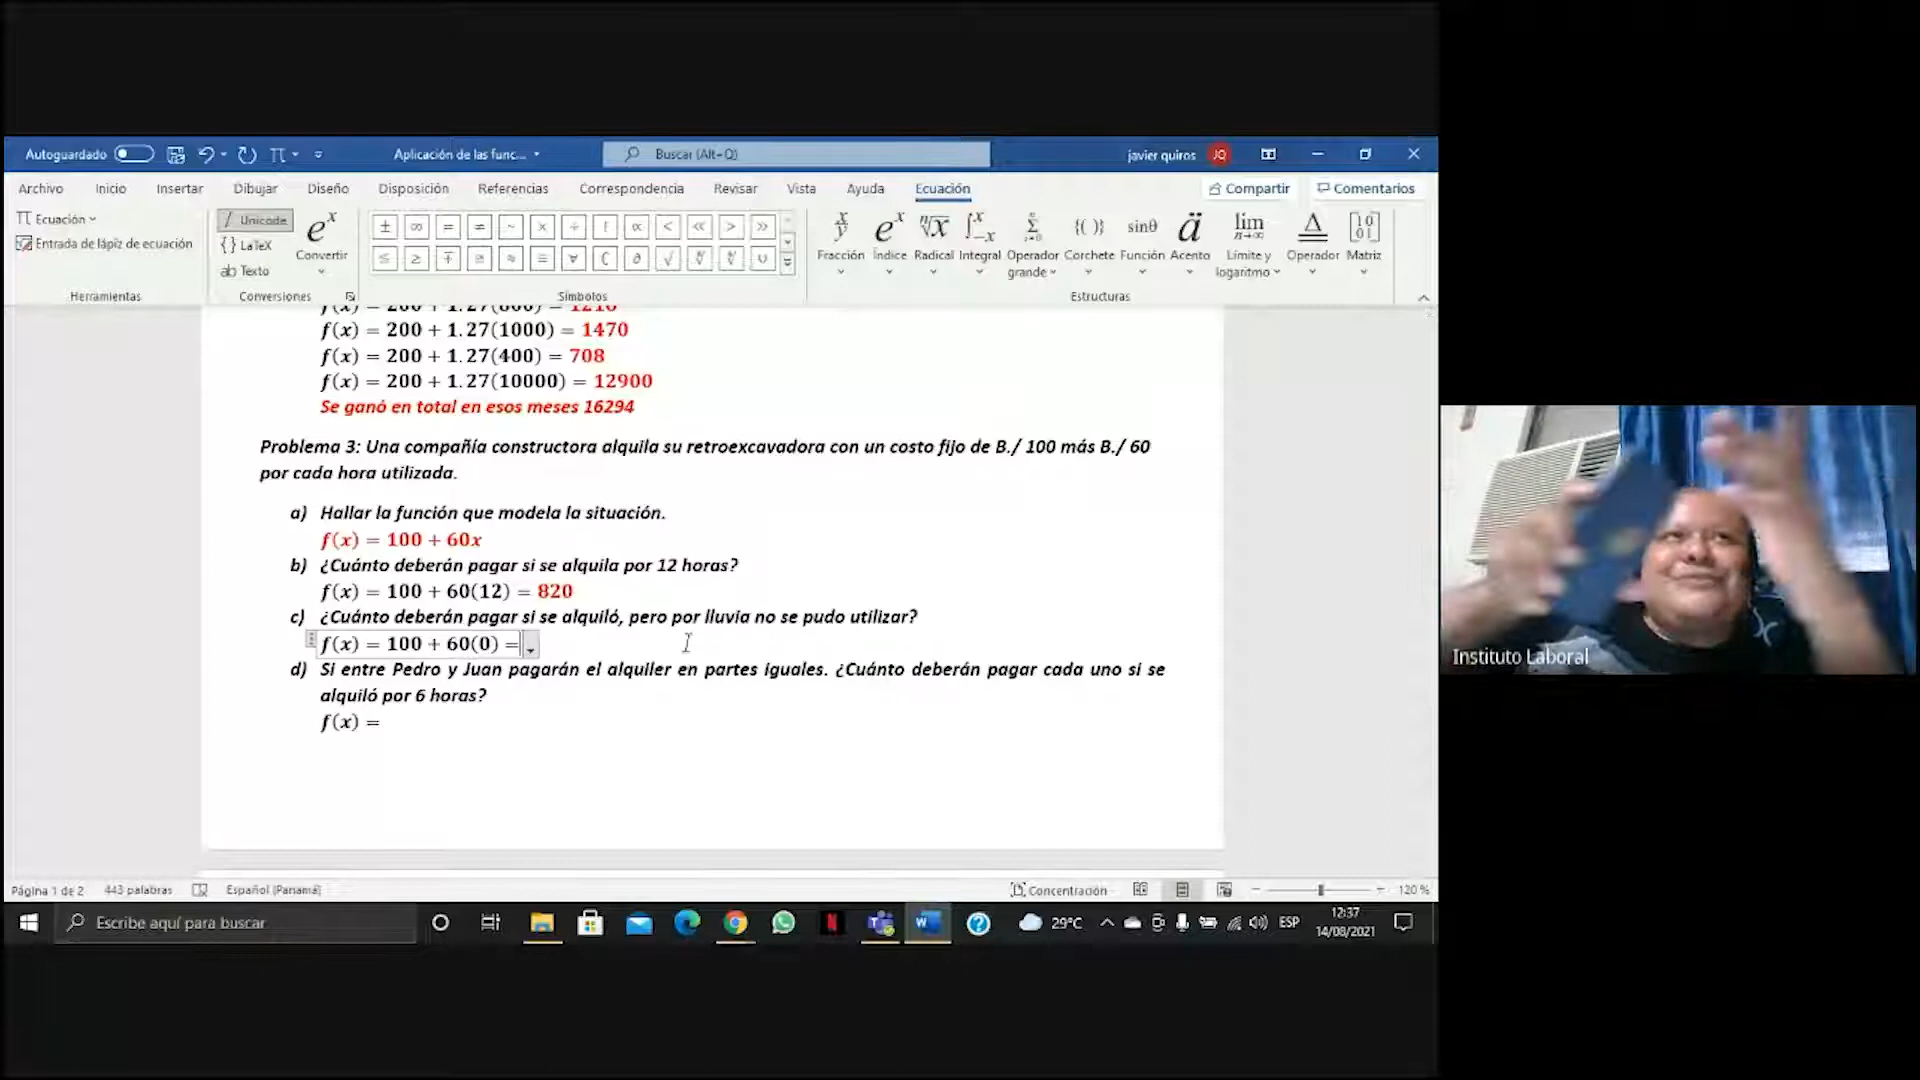 Autoguardado
Aplicación de las func...
Buscar (Alt+Q)
javier quiros
JQ
Archivo Inicio Insertar Dibujar Diseño Disposición Referencias Correspondencia Revisar Vista Ayuda Ecuación
Compartir
Comentarios
π Ecuación
Entrada de lápiz de ecuación
Herramientas
Unicode
{} LaTeX
ab Texto
Convertir
Conversiones
Símbolos
Fracción Índice Radical Integral Operador grande Corchete Función Acento Límite y logaritmo Operador Matriz
Estructuras
f(x) = 200 + 1.27(1000) = 1470
f(x) = 200 + 1.27(400) = 708
f(x) = 200 + 1.27(10000) = 12900
Se ganó en total en esos meses 16294
Problema 3: Una compañía constructora alquila su retroexcavadora con un costo fijo de B./ 100 más B./ 60
por cada hora utilizada.
a) Hallar la función que modela la situación.
f(x) = 100 + 60x
b) ¿Cuánto deberán pagar si se alquila por 12 horas?
f(x) = 100 + 60(12) = 820
c) ¿Cuánto deberán pagar si se alquiló, pero por lluvia no se pudo utilizar?
f(x) = 100 + 60(0) =
d) Si entre Pedro y Juan pagarán el alquiler en partes iguales. ¿Cuánto deberán pagar cada uno si se
alquiló por 6 horas?
f(x) =
Instituto Laboral
Página 1 de 2 443 palabras Español (Panamá)
Concentración
120 %
Escribe aquí para buscar
29°C
ESP
12:37
14/08/2021